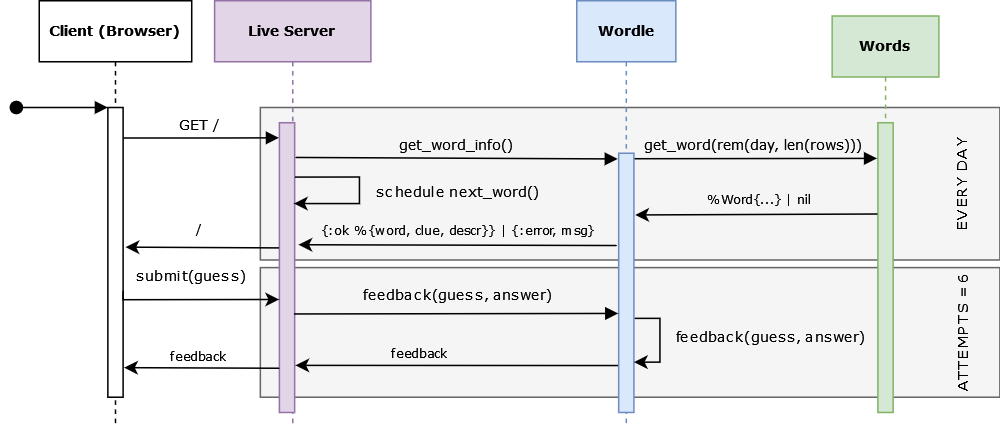 Client (Browser)
Live Server
Wordle
Words
GET /
get_word_info()
get_word(rem(day, len(rows)))
EVERY DAY
schedule next_word()
%Word{...} | nil
/
{:ok %{word, clue, descr}} | {:error, msg}
submit(guess)
feedback(guess, answer)
feedback(guess, answer)
ATTEMPTS = 6
feedback
feedback